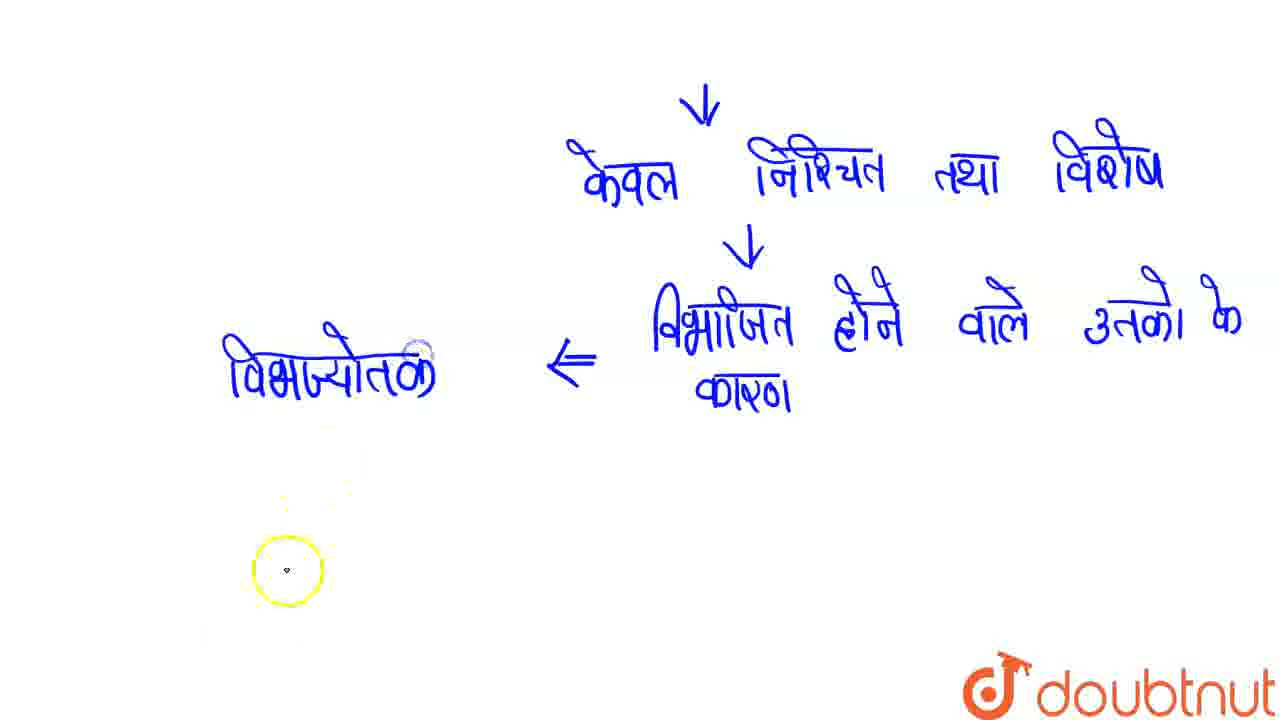 ↓
केवल निश्चित तथा विशेष
↓
विभाजित होने वाले उतको के
कारण
विभज्योतक ⇐
doubtnut